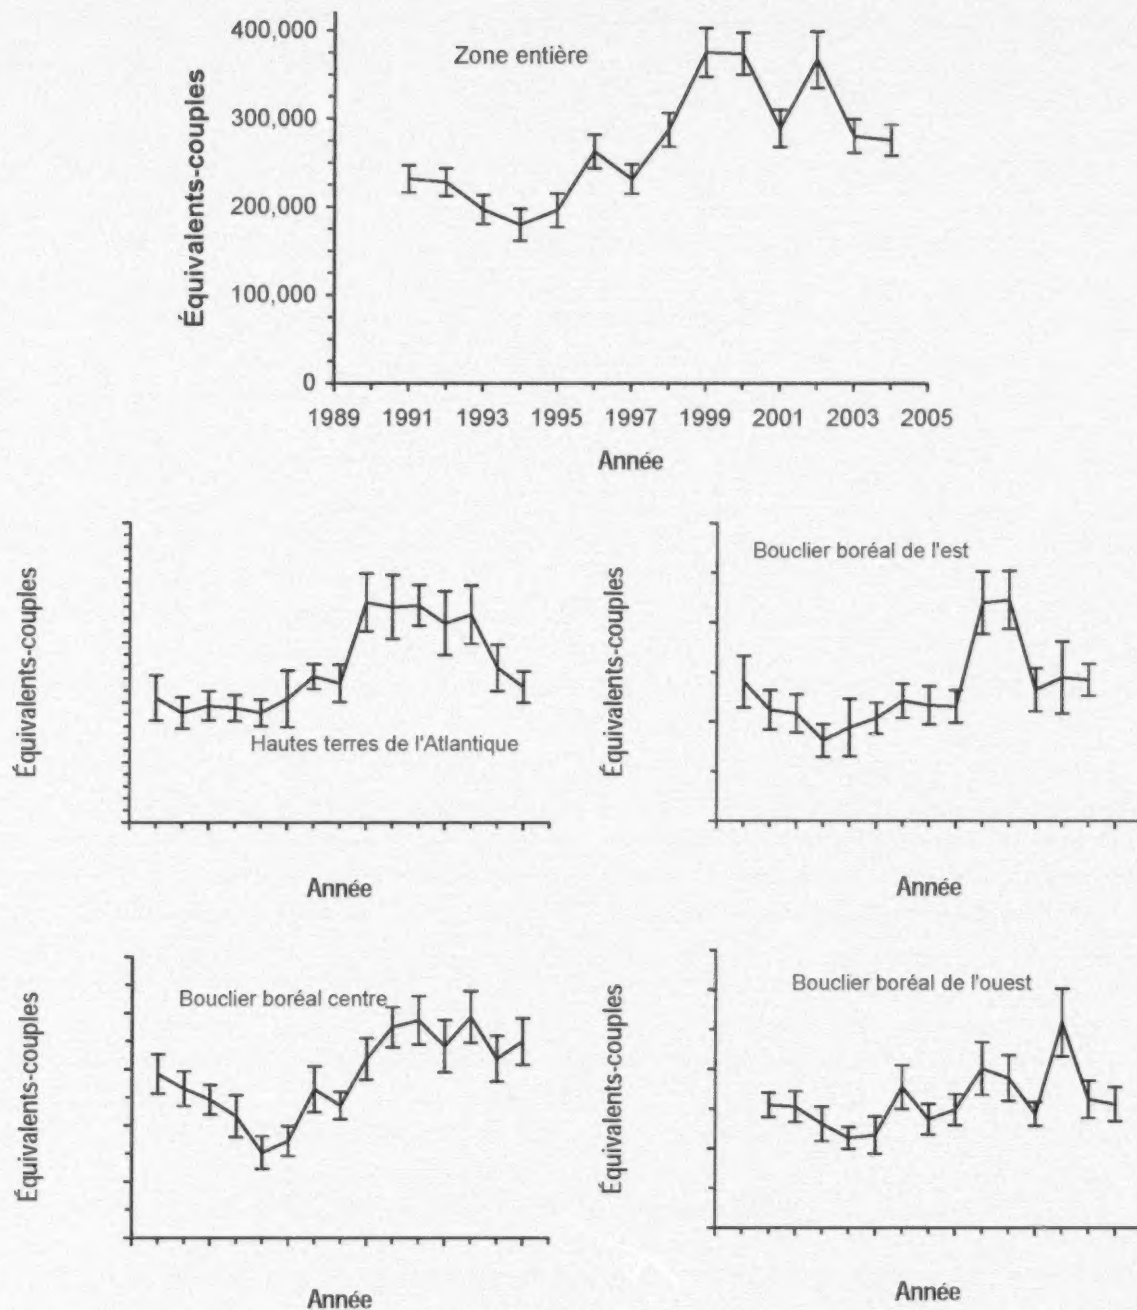 Zone entière
Équivalents-couples
400,000
300,000
200,000
100,000
0
1989 1991 1993 1995 1997 1999 2001 2003 2005
Année
Hautes terres de l'Atlantique
Équivalents-couples
Année
Bouclier boréal de l'est
Équivalents-couples
Année
Bouclier boréal centre
Équivalents-couples
Année
Bouclier boréal de l'ouest
Équivalents-couples
Année